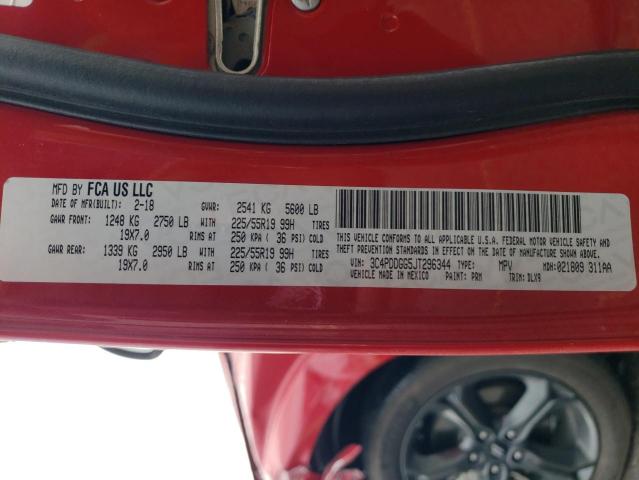 MFD BY FCA US LLC
DATE OF MFR(BUILT): 2-18 GVWR: 2541 KG 5600 LB
GAWR FRONT: 1248 KG 2750 LB WITH 225/55R19 99H TIRES
19X7.0 RIMS AT 250 KPA ( 36 PSI) COLD
GAWR REAR: 1339 KG 2950 LB WITH 225/55R19 99H TIRES
19X7.0 RIMS AT 250 KPA ( 36 PSI) COLD
THIS VEHICLE CONFORMS TO ALL APPLICABLE U.S.A. FEDERAL MOTOR VEHICLE SAFETY AND
THEFT PREVENTION STANDARDS IN EFFECT ON THE DATE OF MANUFACTURE SHOWN ABOVE.
VIN: 3C4PDDGG5JT296344 TYPE: MPV MDH:021809 311AA
VEHICLE MADE IN MEXICO PAINT: PRM TRIM: DLX9